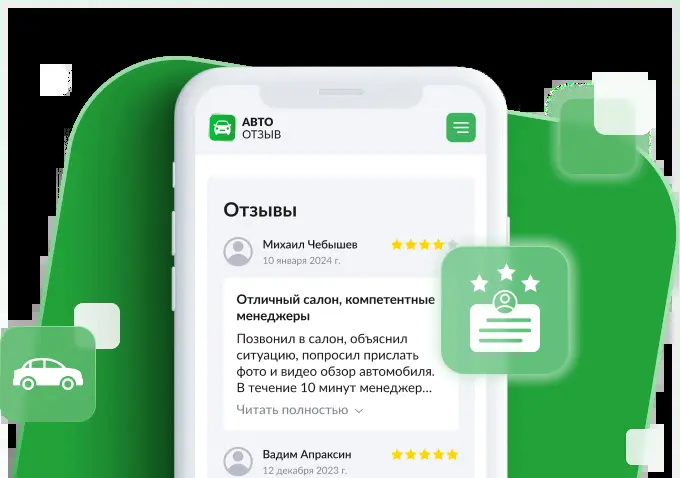 АВТО
ОТЗЫВ
Отзывы
Михаил Чебышев
10 января 2024 г.
Отличный салон, компетентные
менеджеры
Позвонил в салон, объяснил
ситуацию, попросил прислать
фото и видео обзор автомобиля.
В течение 10 минут менеджер...
Читать полностью
Вадим Апраксин
12 декабря 2023 г.